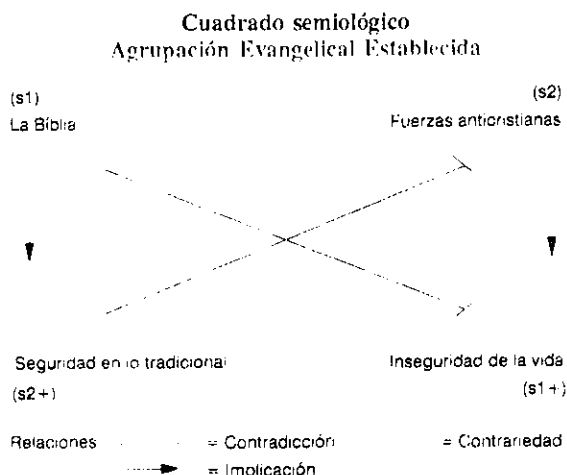 Cuadrado semiológico
Agrupación Evangelical Establecida
(s1) (s2)
La Bíblia Fuerzas anticristianas
Seguridad en lo tradicional Inseguridad de la vida
(s2+) (s1+)
Relaciones = Contradicción = Contrariedad
= Implicación